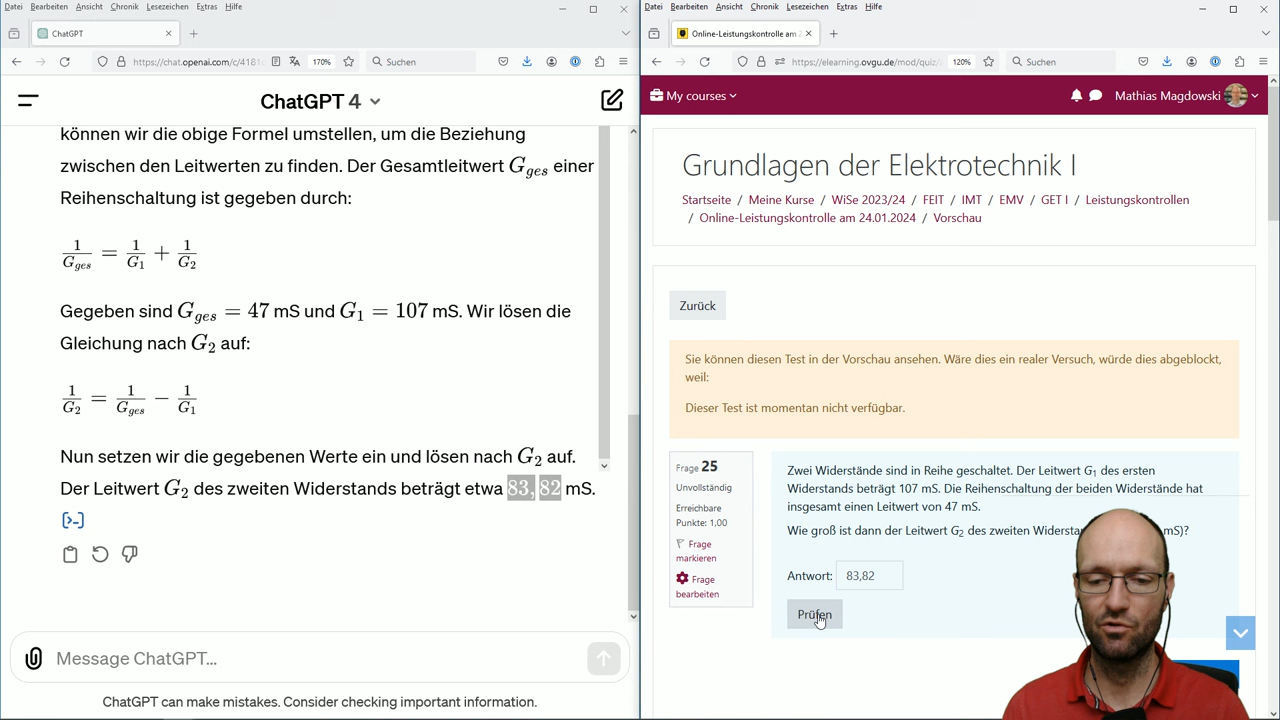 Datei Bearbeiten Ansicht Chronik Lesezeichen Extras Hilfe
ChatGPT
https://chat.openai.com/c/4181 170% Suchen
ChatGPT 4
können wir die obige Formel umstellen, um die Beziehung
zwischen den Leitwerten zu finden. Der Gesamtleitwert G_ges einer
Reihenschaltung ist gegeben durch:
1/G_ges = 1/G_1 + 1/G_2
Gegeben sind G_ges = 47 mS und G_1 = 107 mS. Wir lösen die
Gleichung nach G_2 auf:
1/G_2 = 1/G_ges − 1/G_1
Nun setzen wir die gegebenen Werte ein und lösen nach G_2 auf.
Der Leitwert G_2 des zweiten Widerstands beträgt etwa 83,82 mS.
[>-]
Message ChatGPT…
ChatGPT can make mistakes. Consider checking important information.
Datei Bearbeiten Ansicht Chronik Lesezeichen Extras Hilfe
Online-Leistungskontrolle am 2
https://elearning.ovgu.de/mod/quiz/ 120% Suchen
My courses Mathias Magdowski
Grundlagen der Elektrotechnik I
Startseite / Meine Kurse / WiSe 2023/24 / FEIT / IMT / EMV / GET I / Leistungskontrollen
/ Online-Leistungskontrolle am 24.01.2024 / Vorschau
Zurück
Sie können diesen Test in der Vorschau ansehen. Wäre dies ein realer Versuch, würde dies abgeblockt,
weil:
Dieser Test ist momentan nicht verfügbar.
Frage 25
Unvollständig
Erreichbare
Punkte: 1,00
Frage
markieren
Frage
bearbeiten
Zwei Widerstände sind in Reihe geschaltet. Der Leitwert G_1 des ersten
Widerstands beträgt 107 mS. Die Reihenschaltung der beiden Widerstände hat
insgesamt einen Leitwert von 47 mS.
Wie groß ist dann der Leitwert G_2 des zweiten Widerstan mS)?
Antwort: 83,82
Prüfen